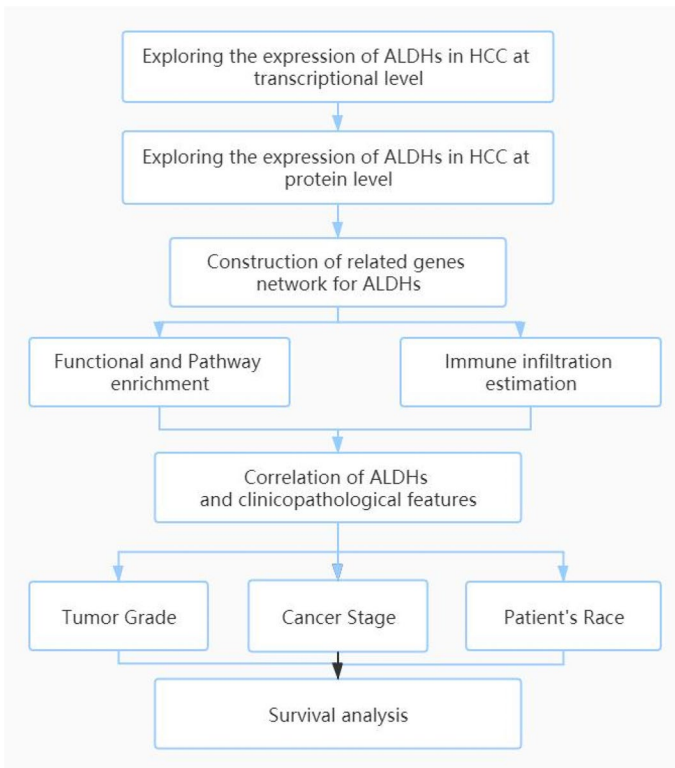 Exploring the expression of ALDHs in HCC at
transcriptional level
Exploring the expression of ALDHs in HCC at
protein level
Construction of related genes
network for ALDHs
Functional and Pathway
enrichment
Immune infiltration
estimation
Correlation of ALDHs
and clinicopathological features
Tumor Grade
Cancer Stage
Patient's Race
Survival analysis